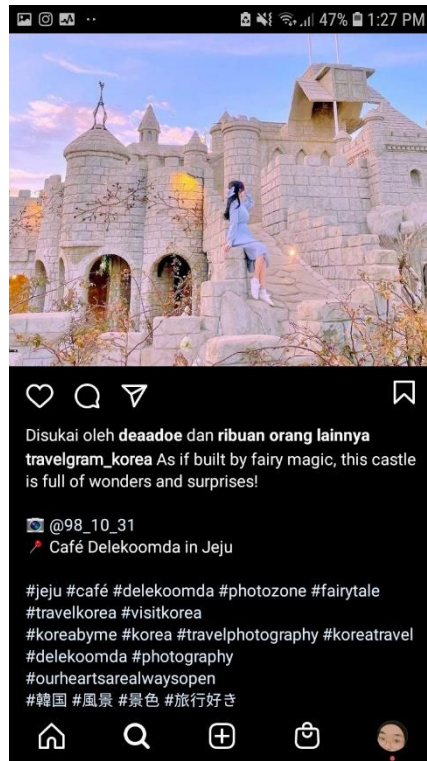 47% 1:27 PM
Disukai oleh deaadoe dan ribuan orang lainnya
travelgram_korea As if built by fairy magic, this castle
is full of wonders and surprises!
@98_10_31
Café Delekoomda in Jeju
#jeju #café #delekoomda #photozone #fairytale
#travelkorea #visitkorea
#koreabyme #korea #travelphotography #koreatravel
#delekoomda #photography
#ourheartsarealwaysopen
#韓国 #風景 #景色 #旅行好き